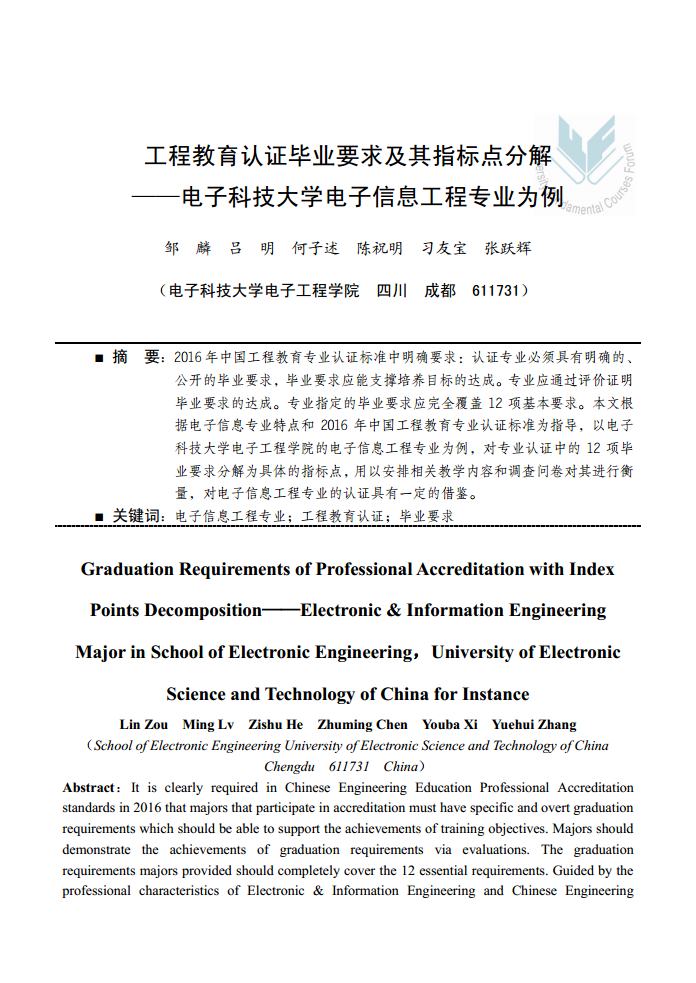 工程教育认证毕业要求及其指标点分解
——电子科技大学电子信息工程专业为例
邹 麟 吕 明 何子述 陈祝明 习友宝 张跃辉
（电子科技大学电子工程学院 四川 成都 611731）
■ 摘 要：2016 年中国工程教育专业认证标准中明确要求：认证专业必须具有明确的、
公开的毕业要求，毕业要求应能支撑培养目标的达成。专业应通过评价证明
毕业要求的达成。专业指定的毕业要求应完全覆盖 12 项基本要求。本文根
据电子信息专业特点和 2016 年中国工程教育专业认证标准为指导，以电子
科技大学电子工程学院的电子信息工程专业为例，对专业认证中的 12 项毕
业要求分解为具体的指标点，用以安排相关教学内容和调查问卷对其进行衡
量，对电子信息工程专业的认证具有一定的借鉴。
■ 关键词：电子信息工程专业；工程教育认证；毕业要求
Graduation Requirements of Professional Accreditation with Index
Points Decomposition——Electronic & Information Engineering
Major in School of Electronic Engineering，University of Electronic
Science and Technology of China for Instance
Lin Zou Ming Lv Zishu He Zhuming Chen Youba Xi Yuehui Zhang
（School of Electronic Engineering University of Electronic Science and Technology of China
Chengdu 611731 China）
Abstract：It is clearly required in Chinese Engineering Education Professional Accreditation
standards in 2016 that majors that participate in accreditation must have specific and overt graduation
requirements which should be able to support the achievements of training objectives. Majors should
demonstrate the achievements of graduation requirements via evaluations. The graduation
requirements majors provided should completely cover the 12 essential requirements. Guided by the
professional characteristics of Electronic & Information Engineering and Chinese Engineering
Courses Forum